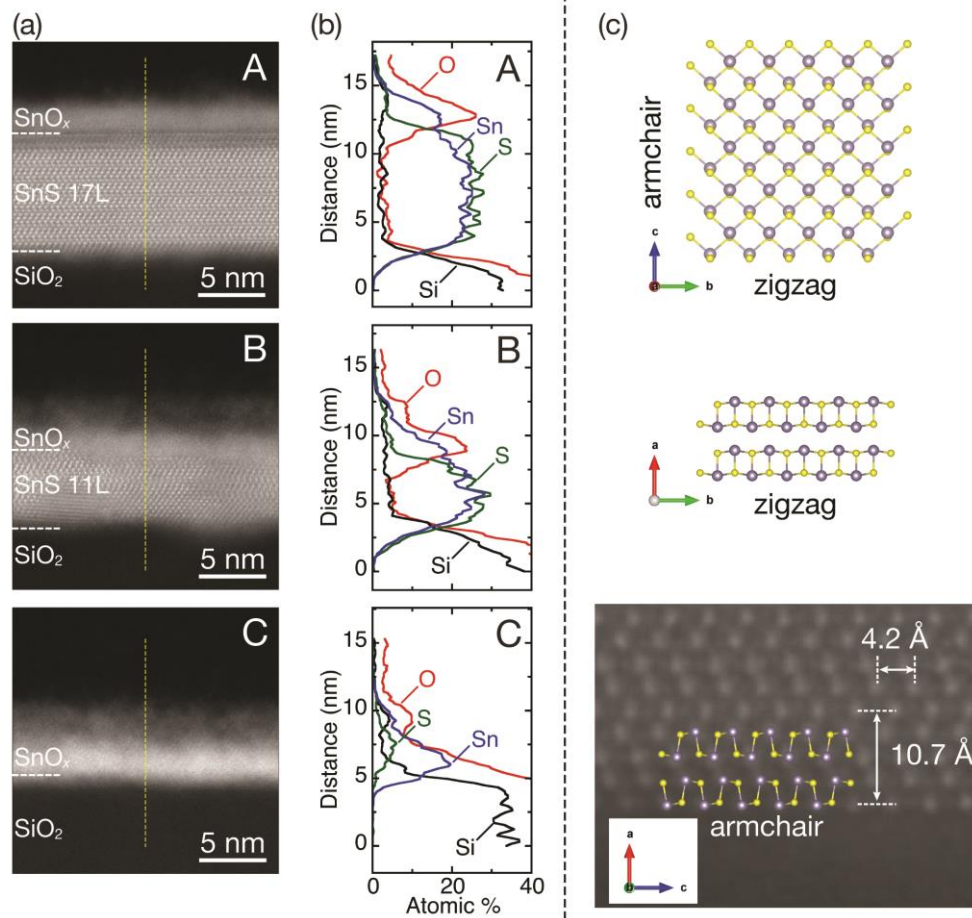 (a)
A
SnOₓ
SnS 17L
SiO₂
5 nm
B
SnOₓ
SnS 11L
SiO₂
5 nm
C
SnOₓ
SiO₂
5 nm
(b)
A
O
Sn
S
Si
Distance (nm)
15
10
5
0
B
O
Sn
S
Si
Distance (nm)
15
10
5
0
C
O
S
Sn
Si
Distance (nm)
15
10
5
0
0 20 40
Atomic %
(c)
armchair
c
a
b
zigzag
a
b
zigzag
4.2 Å
10.7 Å
armchair
a
b
c